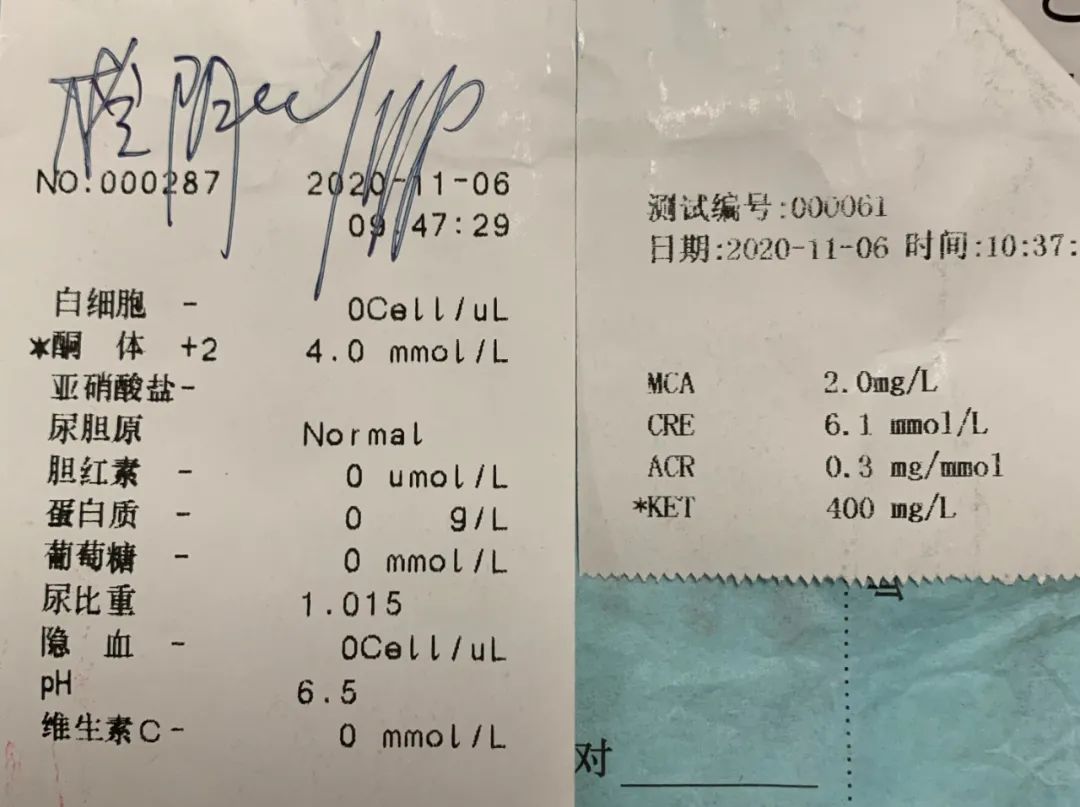 NO:000287 2020-11-06
09:47:29
白细胞 - 0Cell/uL
*酮 体 +2 4.0 mmol/L
亚硝酸盐-
尿胆原 Normal
胆红素 - 0 umol/L
蛋白质 - 0 g/L
葡萄糖 - 0 mmol/L
尿比重 1.015
隐 血 - 0Cell/uL
pH 6.5
维生素C- 0 mmol/L
测试编号:000061
日期:2020-11-06 时间:10:37:
MCA 2.0mg/L
CRE 6.1 mmol/L
ACR 0.3 mg/mmol
*KET 400 mg/L
对